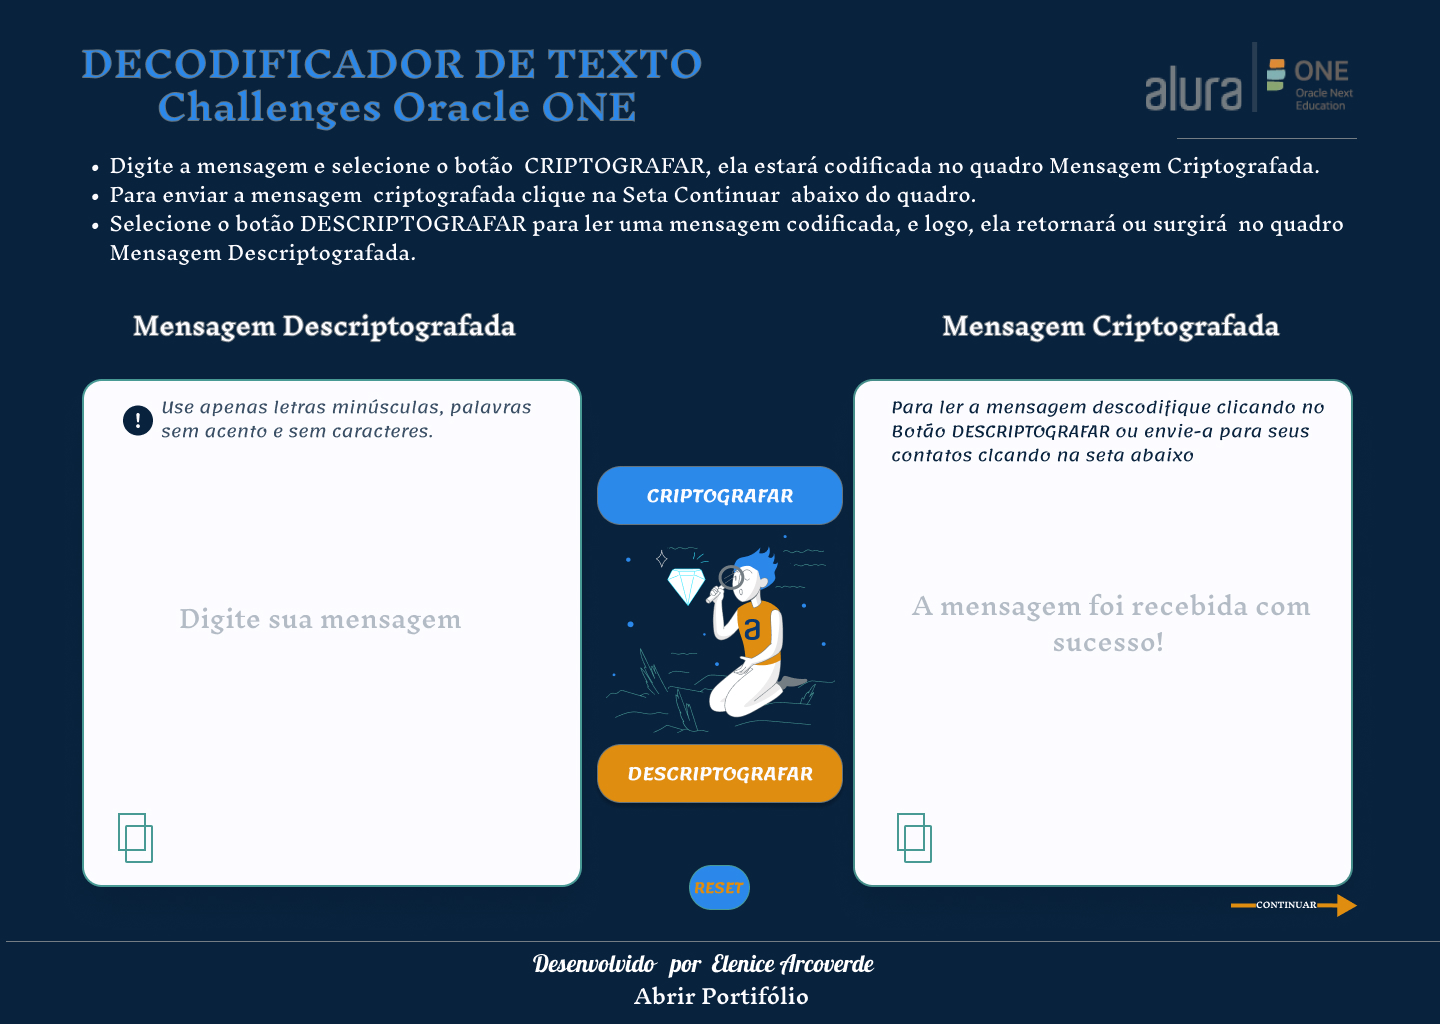 DECODIFICADOR DE TEXTO
Challenges Oracle ONE
alura
ONE
Oracle Next
Education
• Digite a mensagem e selecione o botão CRIPTOGRAFAR, ela estará codificada no quadro Mensagem Criptografada.
• Para enviar a mensagem criptografada clique na Seta Continuar abaixo do quadro.
• Selecione o botão DESCRIPTOGRAFAR para ler uma mensagem codificada, e logo, ela retornará ou surgirá no quadro
Mensagem Descriptografada.
Mensagem Descriptografada
Mensagem Criptografada
!
Use apenas letras minúsculas, palavras
sem acento e sem caracteres.
Digite sua mensagem
CRIPTOGRAFAR
a
DESCRIPTOGRAFAR
RESET
Para ler a mensagem descodifique clicando no
Botão DESCRIPTOGRAFAR ou envie-a para seus
contatos clcando na seta abaixo
A mensagem foi recebida com
sucesso!
CONTINUAR
Desenvolvido por Elenice Arcoverde
Abrir Portifólio